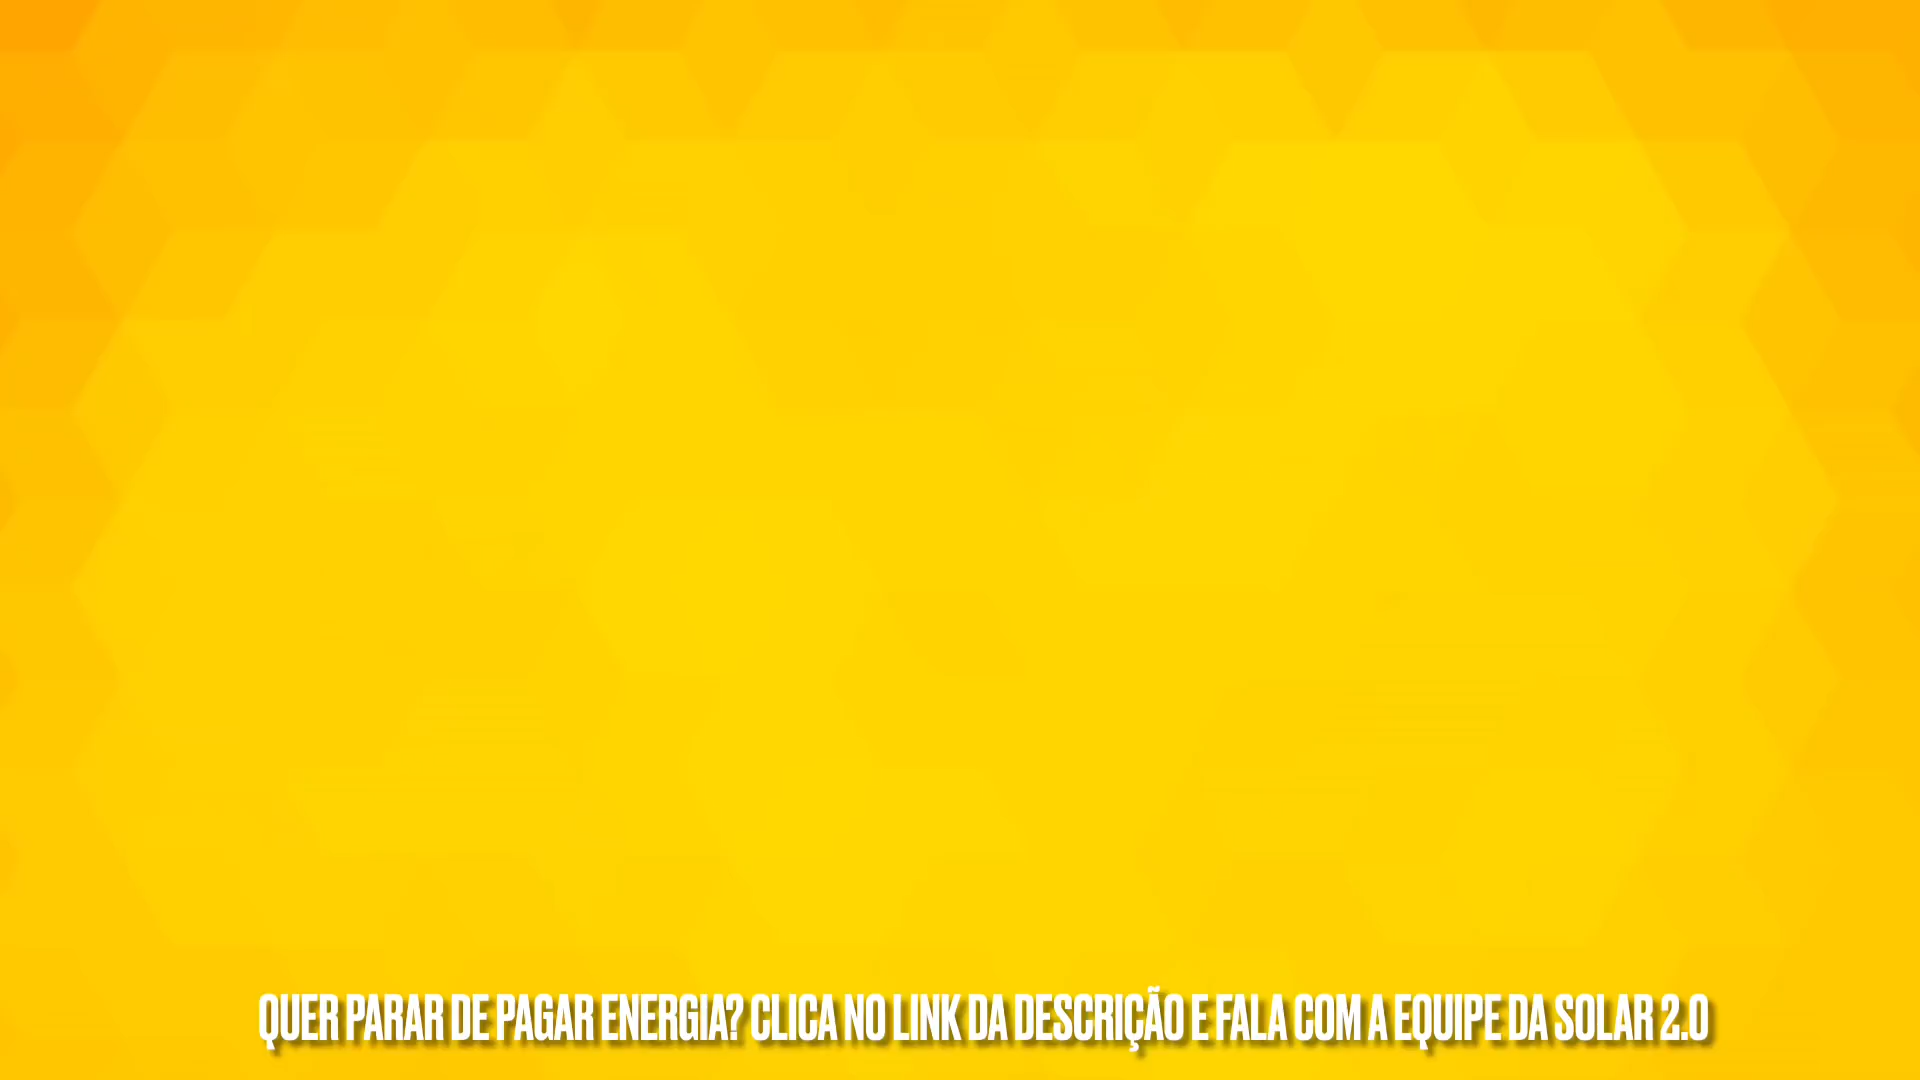 QUER PARAR DE PAGAR ENERGIA? CLICA NO LINK DA DESCRIÇÃO E FALA COM A EQUIPE DA SOLAR 2.0